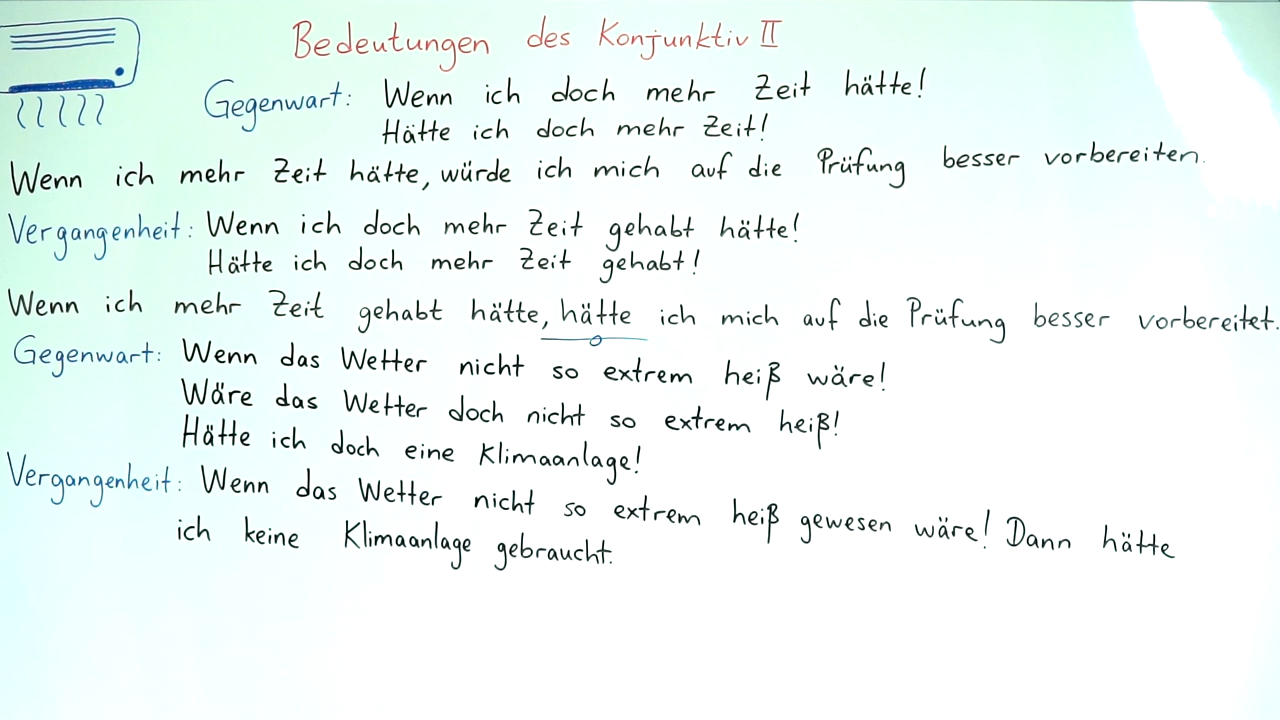 Bedeutungen des Konjunktiv II
Gegenwart: Wenn ich doch mehr Zeit hätte!
Hätte ich doch mehr Zeit!
Wenn ich mehr Zeit hätte, würde ich mich auf die Prüfung besser vorbereiten.
Vergangenheit: Wenn ich doch mehr Zeit gehabt hätte!
Hätte ich doch mehr Zeit gehabt!
Wenn ich mehr Zeit gehabt hätte, hätte ich mich auf die Prüfung besser vorbereitet.
Gegenwart: Wenn das Wetter nicht so extrem heiß wäre!
Wäre das Wetter doch nicht so extrem heiß!
Hätte ich doch eine Klimaanlage!
Vergangenheit: Wenn das Wetter nicht so extrem heiß gewesen wäre! Dann hätte
ich keine Klimaanlage gebraucht.